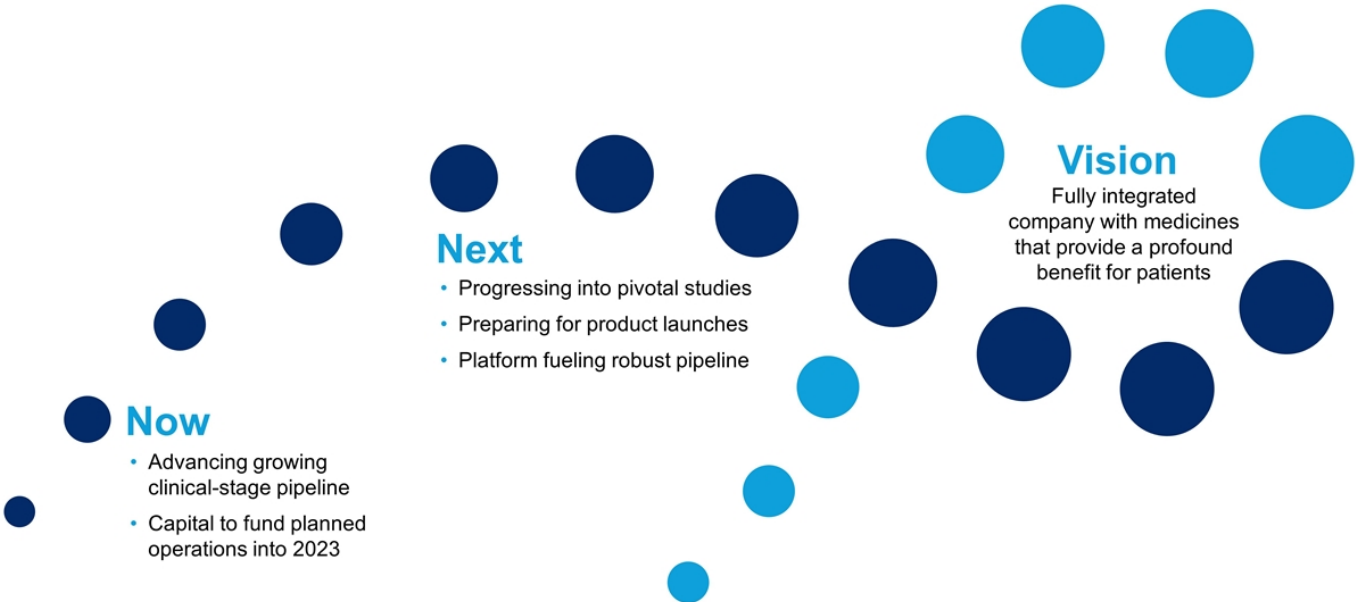 Now
• Advancing growing
clinical-stage pipeline
• Capital to fund planned
operations into 2023
Next
• Progressing into pivotal studies
• Preparing for product launches
• Platform fueling robust pipeline
Vision
Fully integrated
company with medicines
that provide a profound
benefit for patients